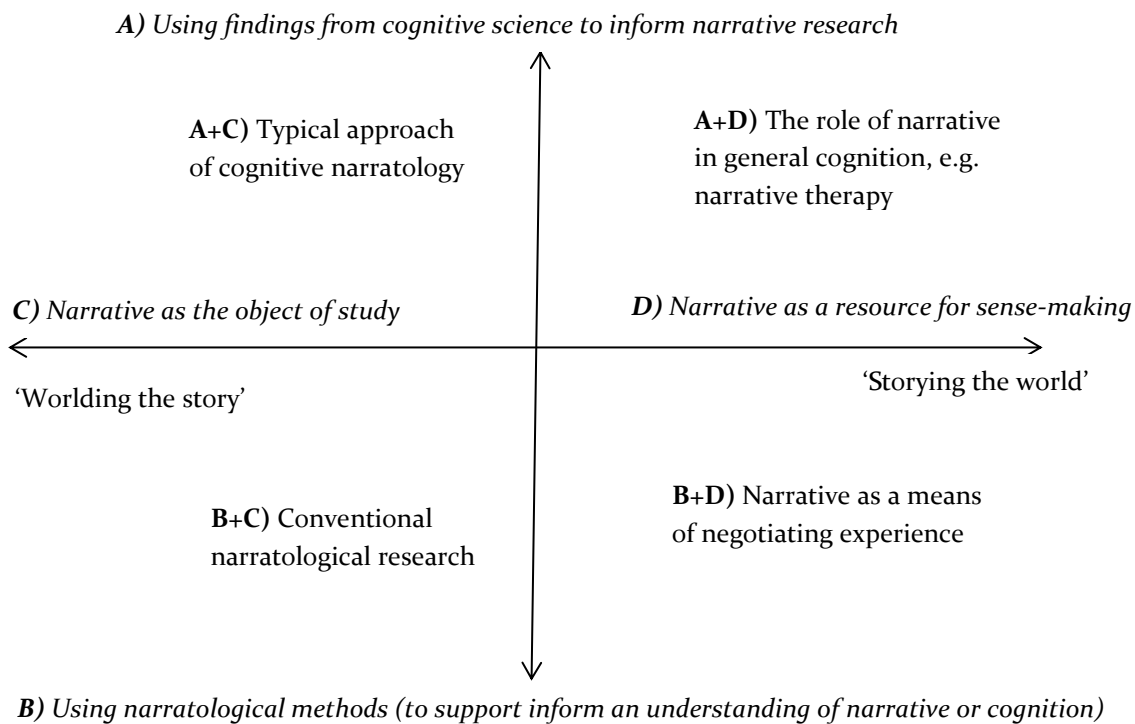 A) Using findings from cognitive science to inform narrative research
A+C) Typical approach
of cognitive narratology
A+D) The role of narrative
in general cognition, e.g.
narrative therapy
C) Narrative as the object of study
D) Narrative as a resource for sense-making
‘Worlding the story’
‘Storying the world’
B+C) Conventional
narratological research
B+D) Narrative as a means
of negotiating experience
B) Using narratological methods (to support inform an understanding of narrative or cognition)